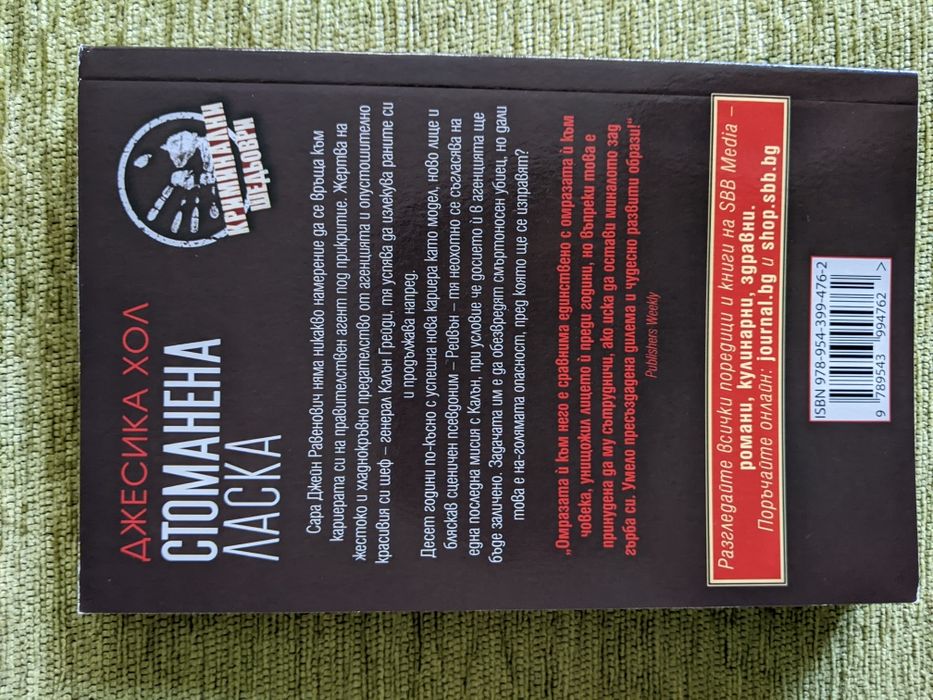 ДЖЕСИКА ХОЛ
СТОМАНЕНА
ЛАСКА
КРИМИНАЛНИ
ШЕДЬОВРИ
Сара Джейн Равенович няма никакво намерение да се връща към
кариерата си на правителствен агент под прикритие. Жертва на
жестоко и хладнокръвно предателство от агенцията и опустошително
красивия си шеф – генерал Калън Грейди, тя успява да излекува раните си
и продължава напред.
Десет години по-късно с успешна нова кариера като модел, ново лице и
бляскав сценичен псевдоним – Рейвън – тя неохотно се съгласява на
една последна мисия с Калън, при условие че досието ѝ в агенцията ще
бъде заличено. Задачата им е да обезвредят смъртоносен убиец, но дали
това е най-голямата опасност, пред която ще се изправят?
„Омразата ѝ към него е сравнима единствено с омразата ѝ към
човека, унищожил лицето ѝ преди години, но въпреки това е
принудена да му сътрудничи, ако иска да остави миналото зад
гърба си. Умело пресъздадена дилема и чудесно развити образи!“
Publishers Weekly
Разгледайте всички поредици и книги на SBB Media –
романи, кулинарни, здравни.
Поръчайте онлайн: journal.bg и shop.sbb.bg
ISBN 978-954-399-476-2
9 789543 994762 >